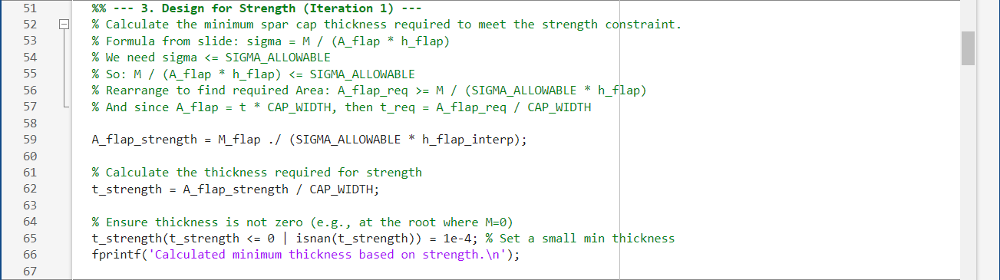 51 %% --- 3. Design for Strength (Iteration 1) ---
52 % Calculate the minimum spar cap thickness required to meet the strength constraint.
53 % Formula from slide: sigma = M / (A_flap * h_flap)
54 % We need sigma <= SIGMA_ALLOWABLE
55 % So: M / (A_flap * h_flap) <= SIGMA_ALLOWABLE
56 % Rearrange to find required Area: A_flap_req >= M / (SIGMA_ALLOWABLE * h_flap)
57 % And since A_flap = t * CAP_WIDTH, then t_req = A_flap_req / CAP_WIDTH
58
59 A_flap_strength = M_flap ./ (SIGMA_ALLOWABLE * h_flap_interp);
60
61 % Calculate the thickness required for strength
62 t_strength = A_flap_strength / CAP_WIDTH;
63
64 % Ensure thickness is not zero (e.g., at the root where M=0)
65 t_strength(t_strength <= 0 | isnan(t_strength)) = 1e-4; % Set a small min thickness
66 fprintf('Calculated minimum thickness based on strength.\n');
67